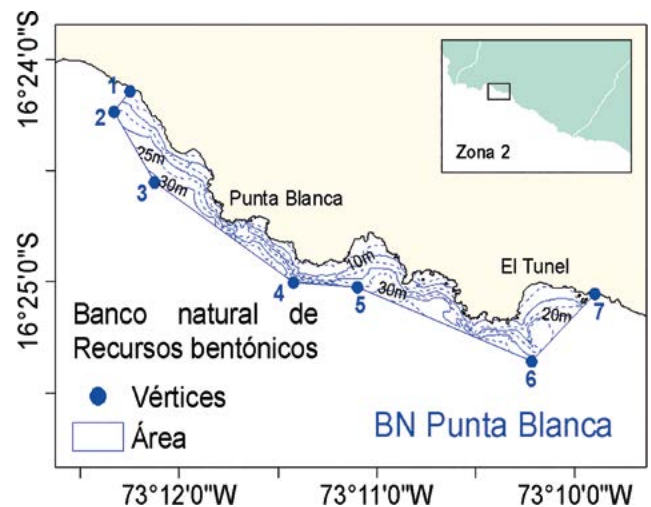 16°24'0"S
16°25'0"S
1
2
25m
3
30m
Punta Blanca
Zona 2
10m
El Tunel
4
5
30m
20m
7
6
Banco natural de
Recursos bentónicos
Vértices
Área
BN Punta Blanca
73°12'0"W
73°11'0"W
73°10'0"W